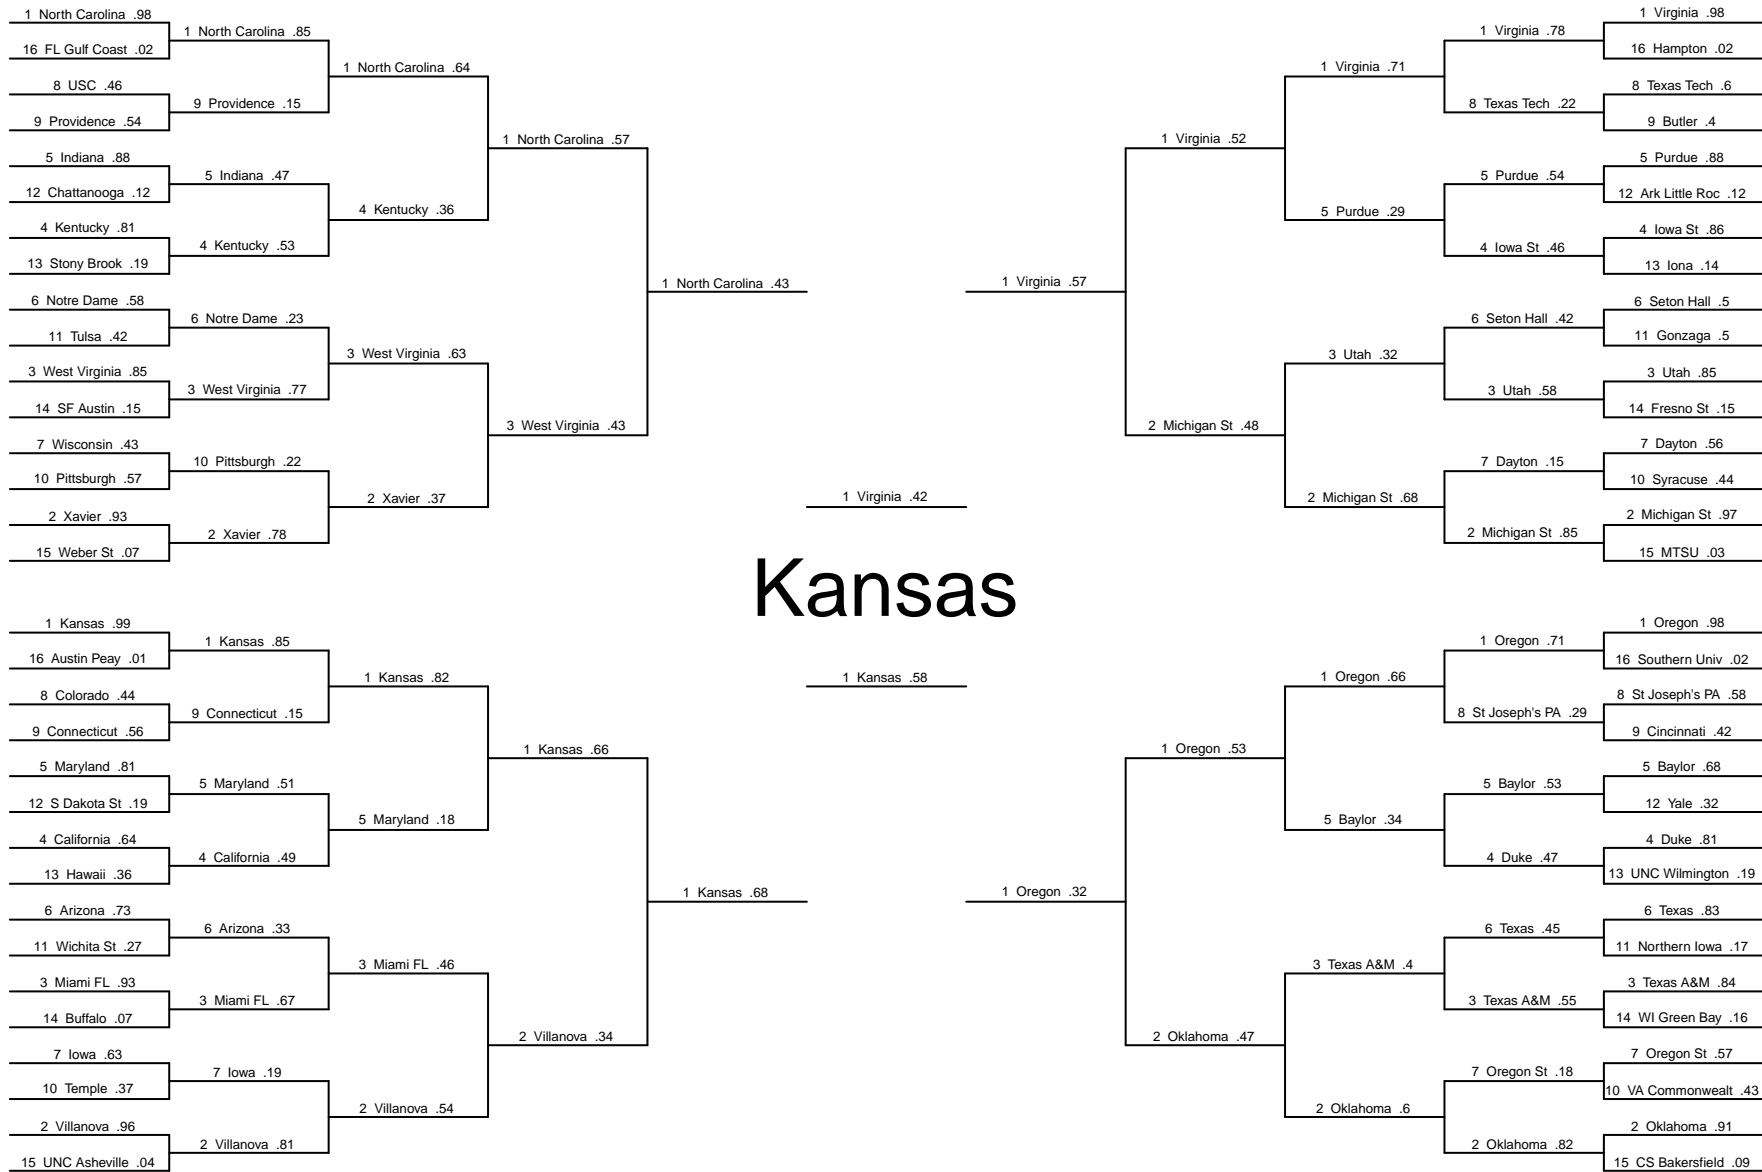 1 North Carolina .98
16 FL Gulf Coast .02
8 USC .46
9 Providence .54
5 Indiana .88
12 Chattanooga .12
4 Kentucky .81
13 Stony Brook .19
6 Notre Dame .58
11 Tulsa .42
3 West Virginia .85
14 SF Austin .15
7 Wisconsin .43
10 Pittsburgh .57
2 Xavier .93
15 Weber St .07
1 North Carolina .85
9 Providence .15
5 Indiana .47
4 Kentucky .53
6 Notre Dame .23
3 West Virginia .77
10 Pittsburgh .22
2 Xavier .78
1 North Carolina .64
4 Kentucky .36
3 West Virginia .63
2 Xavier .37
1 North Carolina .57
3 West Virginia .43
1 North Carolina .43
1 Virginia .42
1 Virginia .57
1 Virginia .52
2 Michigan St .48
1 Virginia .71
5 Purdue .29
3 Utah .32
2 Michigan St .68
1 Virginia .78
8 Texas Tech .22
5 Purdue .54
4 Iowa St .46
6 Seton Hall .42
3 Utah .58
7 Dayton .15
2 Michigan St .85
1 Virginia .98
16 Hampton .02
8 Texas Tech .6
9 Butler .4
5 Purdue .88
12 Ark Little Roc .12
4 Iowa St .86
13 Iona .14
6 Seton Hall .5
11 Gonzaga .5
3 Utah .85
14 Fresno St .15
7 Dayton .56
10 Syracuse .44
2 Michigan St .97
15 MTSU .03
Kansas
1 Kansas .99
16 Austin Peay .01
8 Colorado .44
9 Connecticut .56
5 Maryland .81
12 S Dakota St .19
4 California .64
13 Hawaii .36
6 Arizona .73
11 Wichita St .27
3 Miami FL .93
14 Buffalo .07
7 Iowa .63
10 Temple .37
2 Villanova .96
15 UNC Asheville .04
1 Kansas .85
9 Connecticut .15
5 Maryland .51
4 California .49
6 Arizona .33
3 Miami FL .67
7 Iowa .19
2 Villanova .81
1 Kansas .82
5 Maryland .18
3 Miami FL .46
2 Villanova .54
1 Kansas .66
2 Villanova .34
1 Kansas .68
1 Kansas .58
1 Oregon .32
1 Oregon .53
2 Oklahoma .47
1 Oregon .66
5 Baylor .34
3 Texas A&M .4
2 Oklahoma .6
1 Oregon .71
8 St Joseph's PA .29
5 Baylor .53
4 Duke .47
6 Texas .45
3 Texas A&M .55
7 Oregon St .18
2 Oklahoma .82
1 Oregon .98
16 Southern Univ .02
8 St Joseph's PA .58
9 Cincinnati .42
5 Baylor .68
12 Yale .32
4 Duke .81
13 UNC Wilmington .19
6 Texas .83
11 Northern Iowa .17
3 Texas A&M .84
14 WI Green Bay .16
7 Oregon St .57
10 VA Commonwealt .43
2 Oklahoma .91
15 CS Bakersfield .09